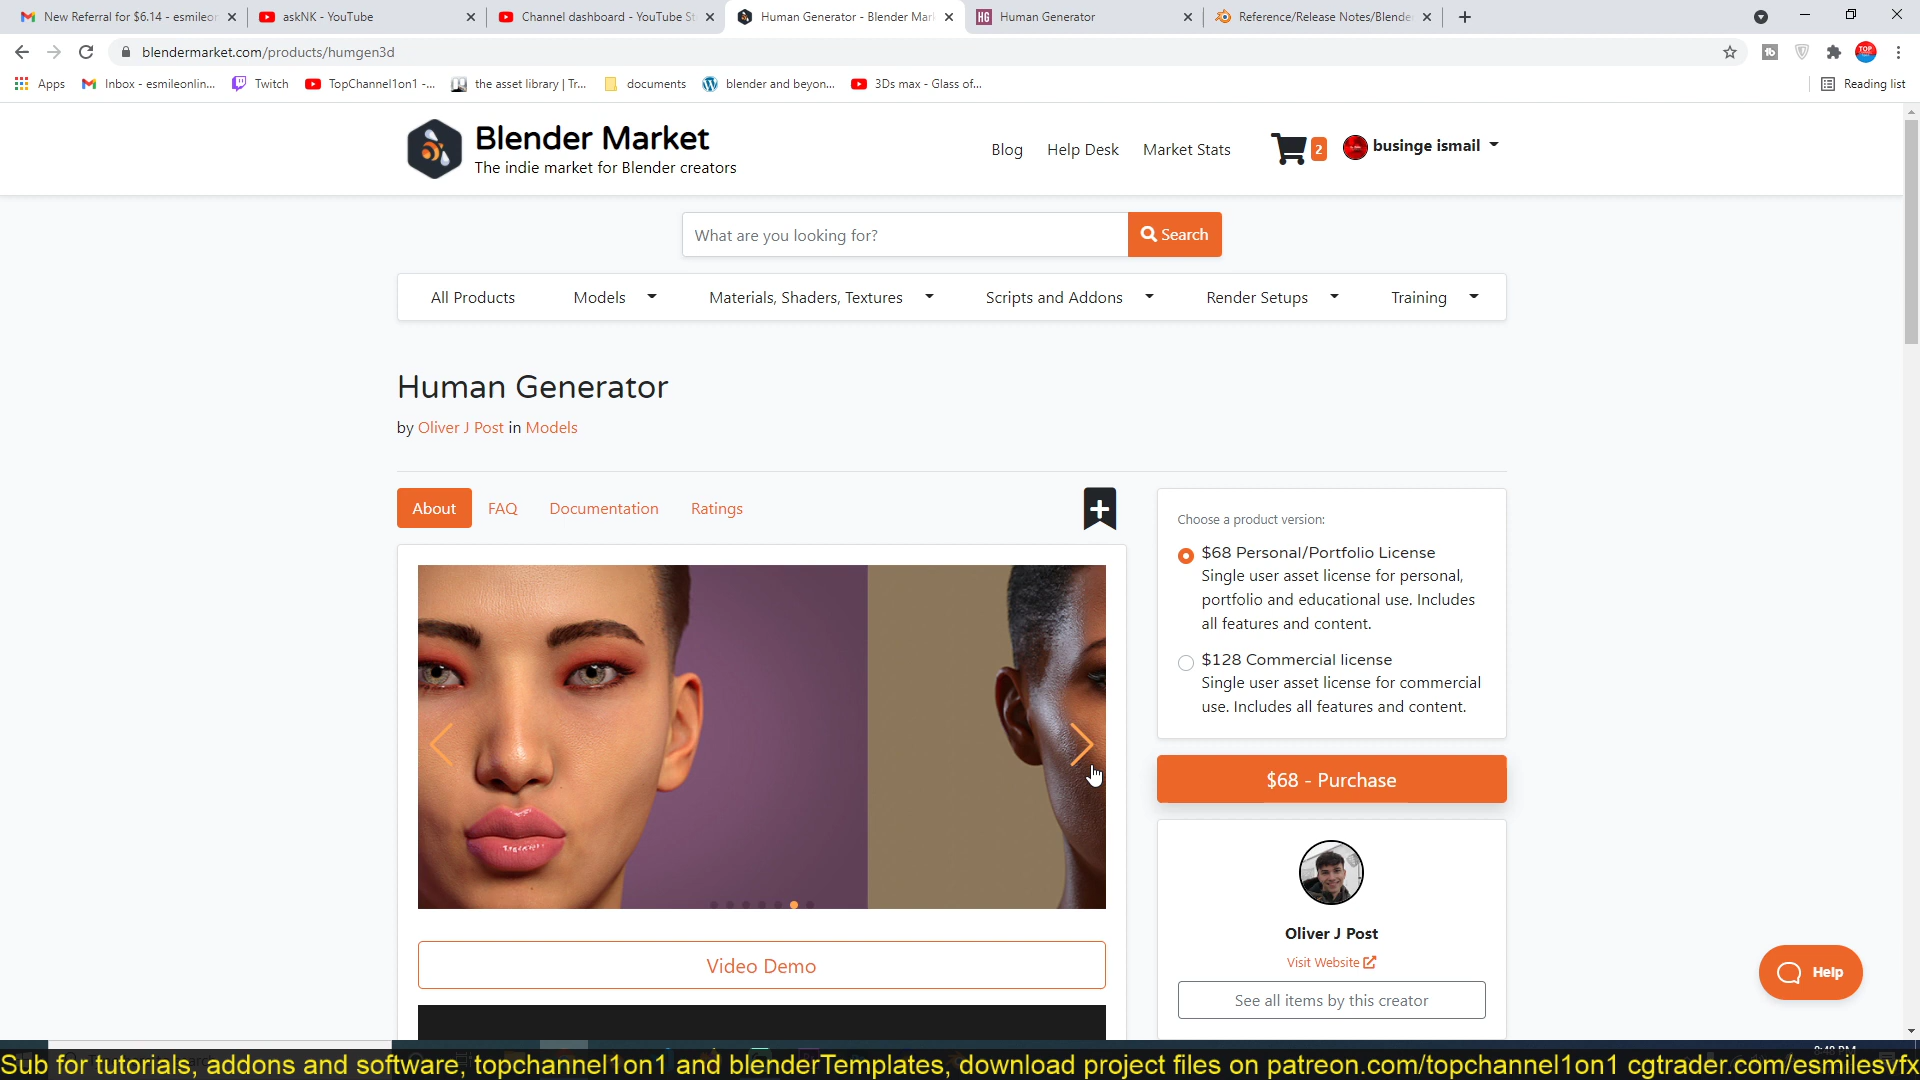 New Referral for $6.14 - esmileon
askNK - YouTube
Channel dashboard - YouTube St
Human Generator - Blender Mark
HG Human Generator
Reference/Release Notes/Blende
blendermarket.com/products/humgen3d
Apps
Inbox - esmileonlin...
Twitch
TopChannel1on1 -...
the asset library | Tr...
documents
blender and beyon...
3Ds max - Glass of...
Reading list
Blender Market
The indie market for Blender creators
Blog
Help Desk
Market Stats
2
businge ismail
What are you looking for?
Search
All Products
Models
Materials, Shaders, Textures
Scripts and Addons
Render Setups
Training
Human Generator
by Oliver J Post in Models
About
FAQ
Documentation
Ratings
Choose a product version:
$68 Personal/Portfolio License
Single user asset license for personal,
portfolio and educational use. Includes
all features and content.
$128 Commercial license
Single user asset license for commercial
use. Includes all features and content.
$68 - Purchase
Oliver J Post
Visit Website
See all items by this creator
Video Demo
Help
Sub for tutorials, addons and software, topchannel1on1 and blenderTemplates, download project files on patreon.com/topchannel1on1 cgtrader.com/esmilesvfx